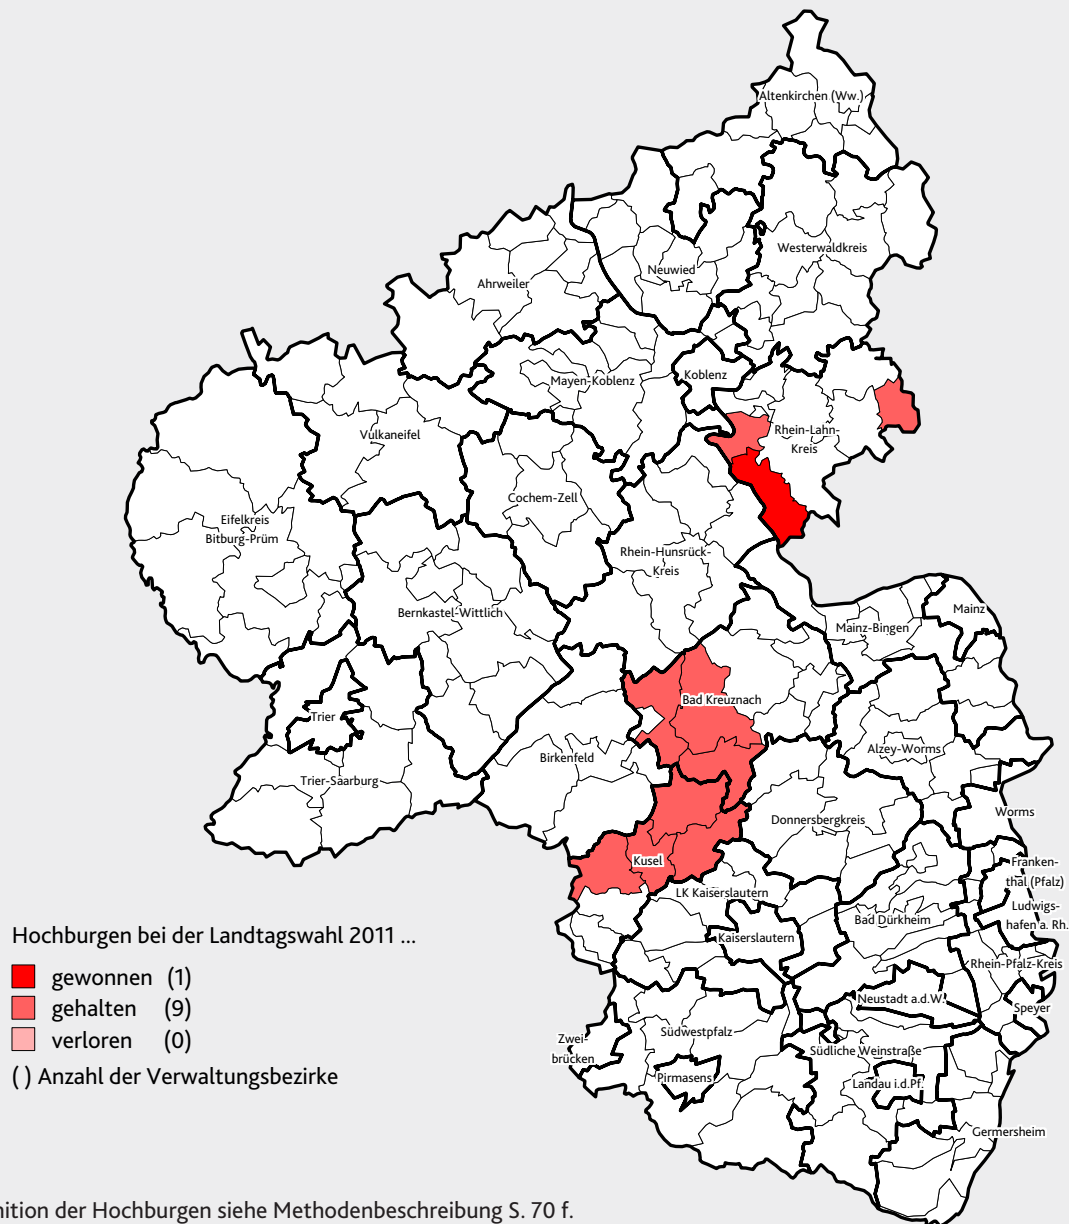 Altenkirchen (Ww.)
Westerwaldkreis
Neuwied
Ahrweiler
Mayen-Koblenz
Koblenz
Rhein-Lahn-
Kreis
Vulkaneifel
Cochem-Zell
Eifelkreis
Bitburg-Prüm
Rhein-Hunsrück-
Kreis
Bernkastel-Wittlich
Mainz
Mainz-Bingen
Bad Kreuznach
Trier
Alzey-Worms
Birkenfeld
Trier-Saarburg
Worms
Donnersbergkreis
Kusel
Franken-
thal (Pfalz)
LK Kaiserslautern
Ludwigs-
hafen a. Rh.
Bad Dürkheim
Kaiserslautern
Rhein-Pfalz-Kreis
Neustadt a.d.W.
Speyer
Südwestpfalz
Zwei-
brücken
Südliche Weinstraße
Pirmasens
Landau i.d.Pf.
Germersheim
Hochburgen bei der Landtagswahl 2011 ...
gewonnen (1)
gehalten (9)
verloren (0)
( ) Anzahl der Verwaltungsbezirke
nition der Hochburgen siehe Methodenbeschreibung S. 70 f.